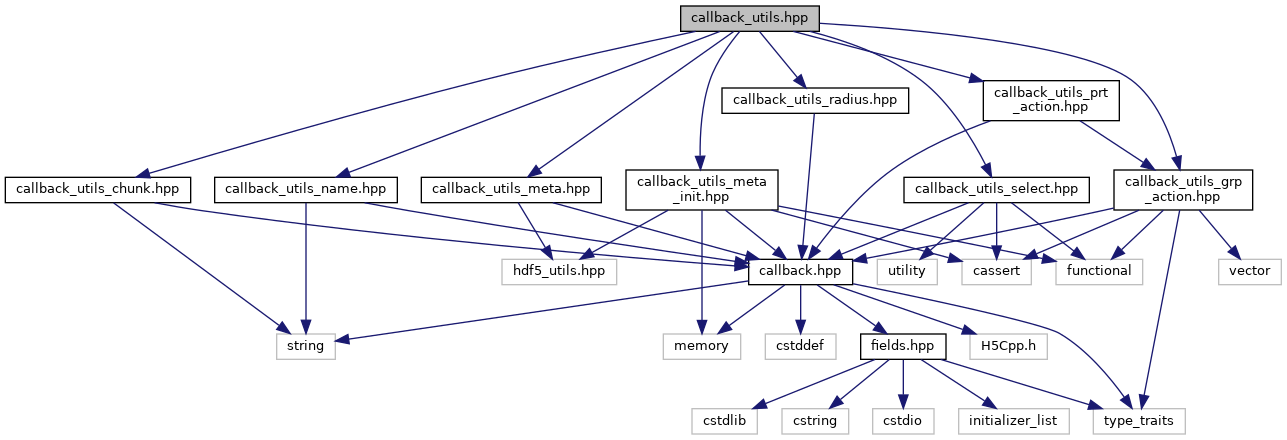 callback_utils.hpp
callback_utils_radius.hpp
callback_utils_prt
_action.hpp
callback_utils_chunk.hpp
callback_utils_name.hpp
callback_utils_meta.hpp
callback_utils_meta
_init.hpp
callback_utils_select.hpp
callback_utils_grp
_action.hpp
hdf5_utils.hpp
callback.hpp
utility
cassert
functional
vector
string
memory
cstddef
fields.hpp
H5Cpp.h
cstdlib
cstring
cstdio
initializer_list
type_traits